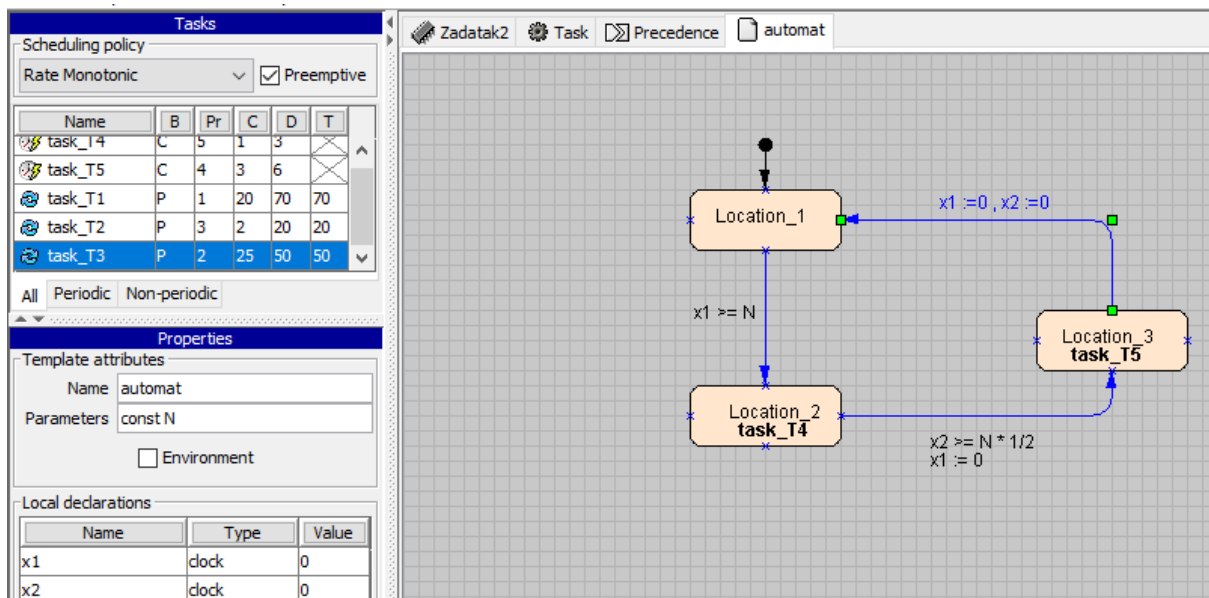 Tasks
Scheduling policy
Rate Monotonic
Preemptive
Name B Pr C D T
task_T4 C 5 1 3
task_T5 C 4 3 6
task_T1 P 1 20 70 70
task_T2 P 3 2 20 20
task_T3 P 2 25 50 50
All Periodic Non-periodic
Properties
Template attributes
Name automat
Parameters const N
Environment
Local declarations
Name Type Value
x1 clock 0
x2 clock 0
Zadatak2 Task Precedence automat
Location_1
x1 :=0 , x2 :=0
x1 >= N
Location_3
task_T5
Location_2
task_T4
x2 >= N * 1/2
x1 := 0